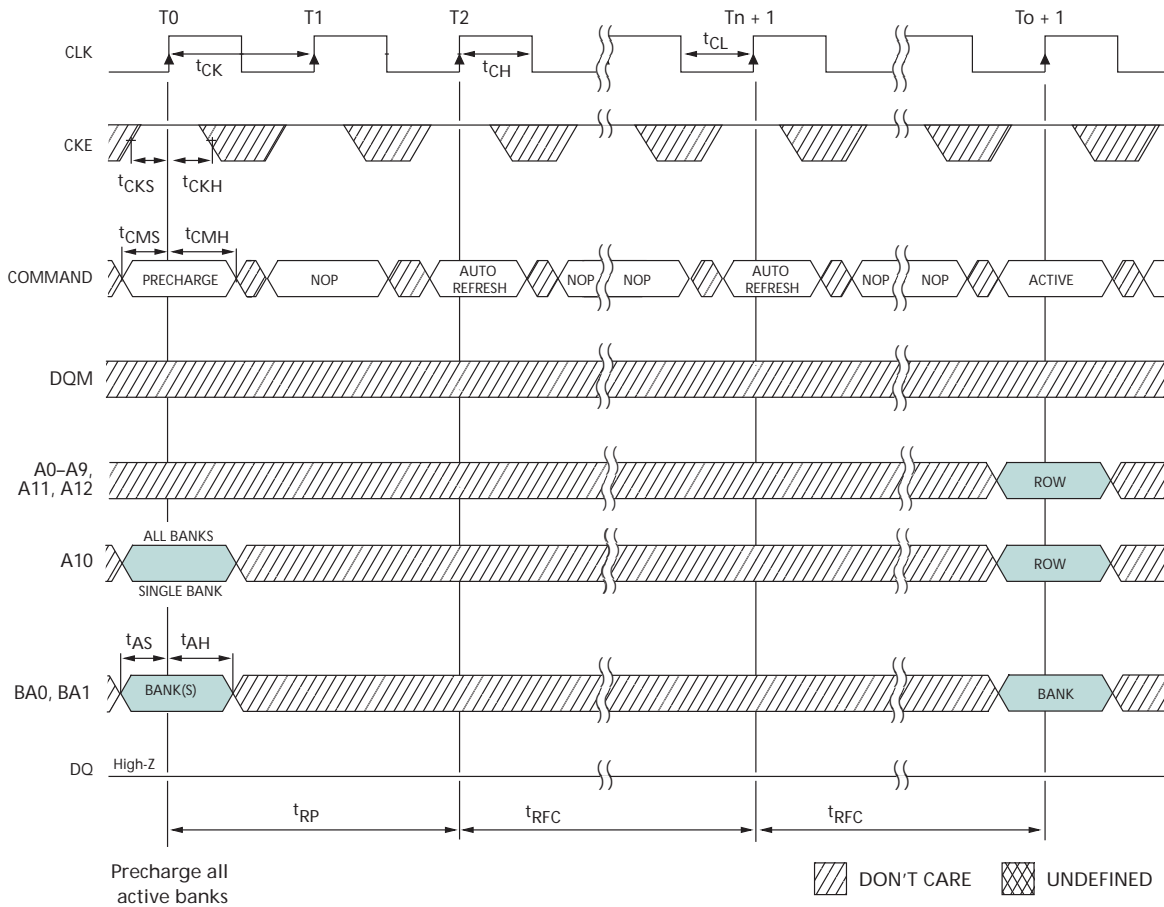 T0 T1 T2 Tn + 1 To + 1
CLK
tCK tCH tCL
CKE
tCKS tCKH
tCMS tCMH
COMMAND PRECHARGE NOP AUTO REFRESH NOP NOP AUTO REFRESH NOP NOP ACTIVE
DQM
A0–A9,
A11, A12
ROW
ALL BANKS
A10 ROW
SINGLE BANK
tAS tAH
BA0, BA1 BANK(S) BANK
DQ High-Z
tRP tRFC tRFC
Precharge all
active banks
DON'T CARE UNDEFINED